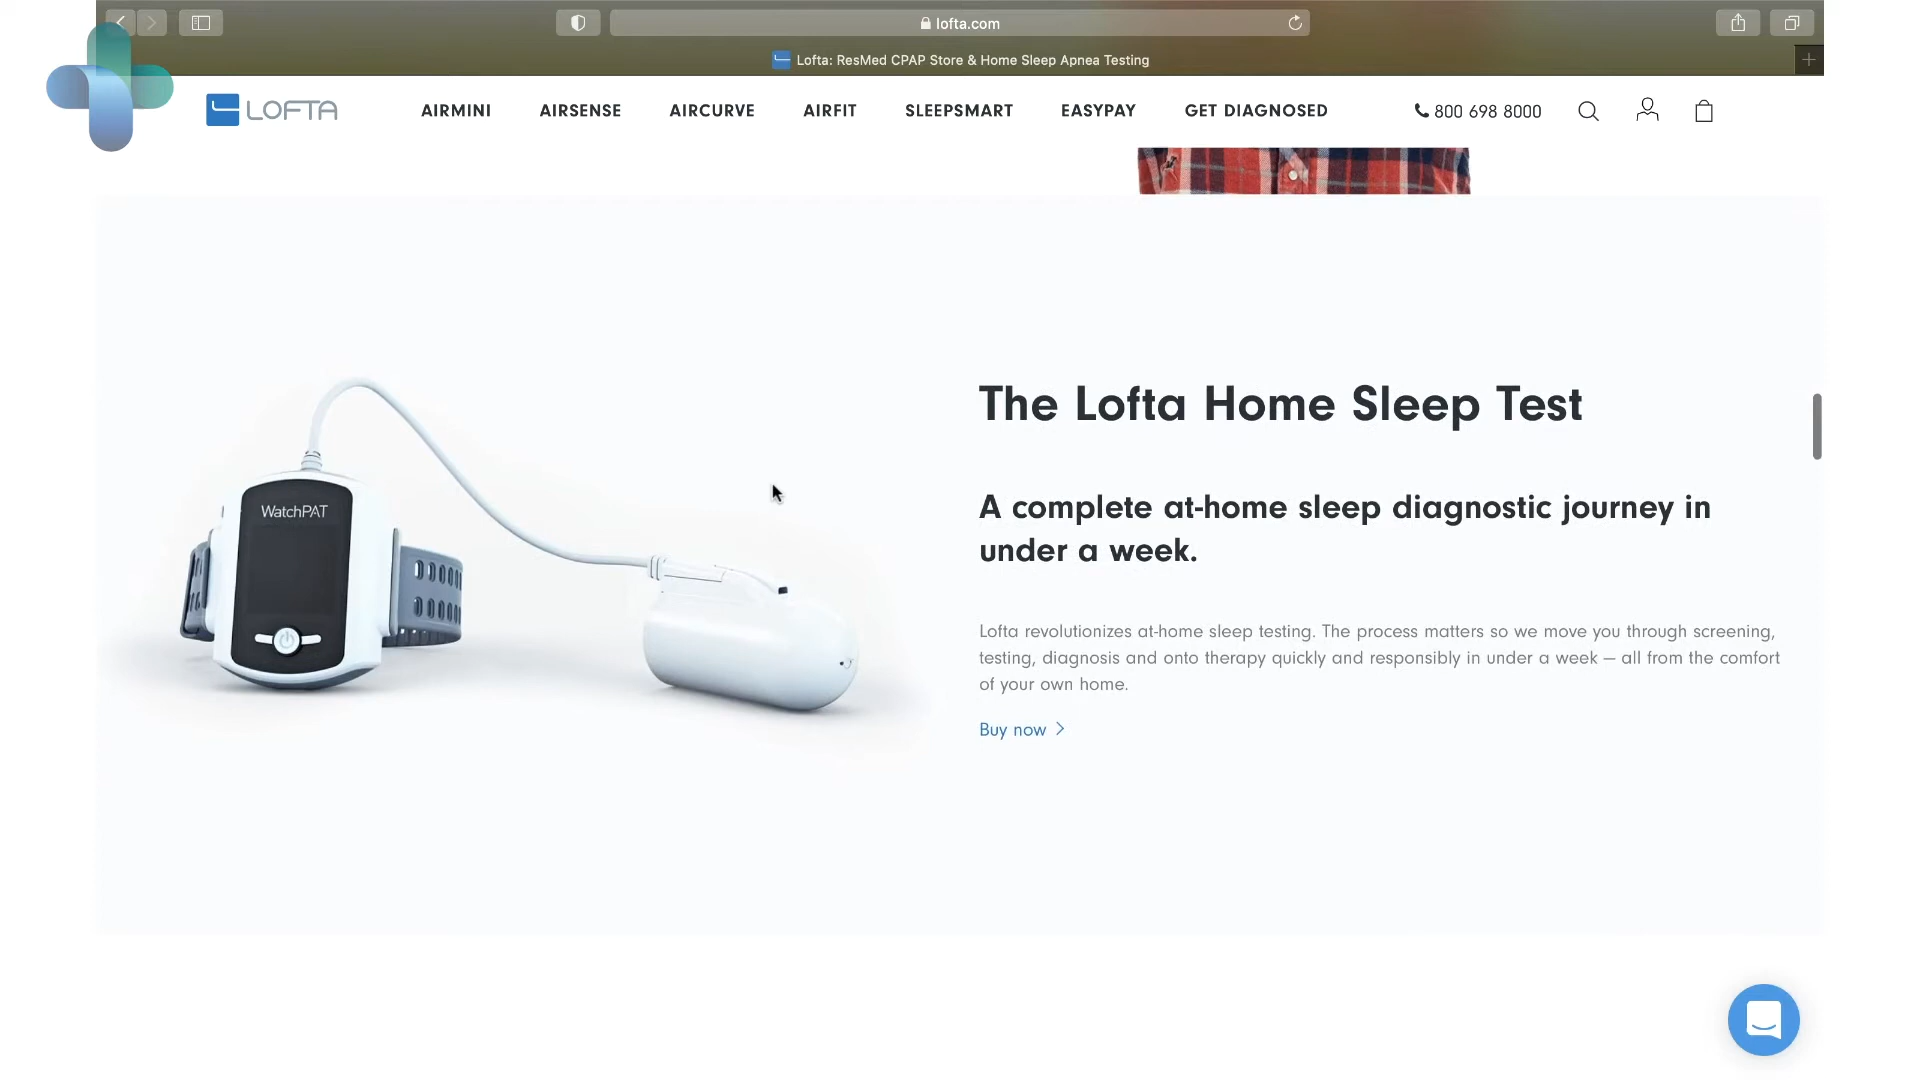 lofta.com
Lofta: ResMed CPAP Store & Home Sleep Apnea Testing
LOFTA
AIRMINI AIRSENSE AIRCURVE AIRFIT SLEEPSMART EASYPAY GET DIAGNOSED 800 698 8000
The Lofta Home Sleep Test
WatchPAT
A complete at-home sleep diagnostic journey in
under a week.
Lofta revolutionizes at-home sleep testing. The process matters so we move you through screening,
testing, diagnosis and onto therapy quickly and responsibly in under a week — all from the comfort
of your own home.
Buy now